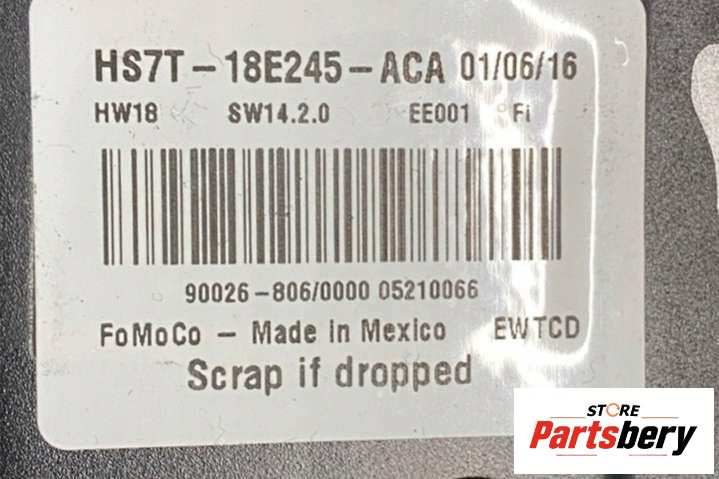 HS7T-18E245-ACA 01/06/16
HW18 SW14.2.0 EE001 Fi
90026-806/0000 05210066
FoMoCo - Made in Mexico EWTCD
Scrap if dropped
STORE
Partsbery